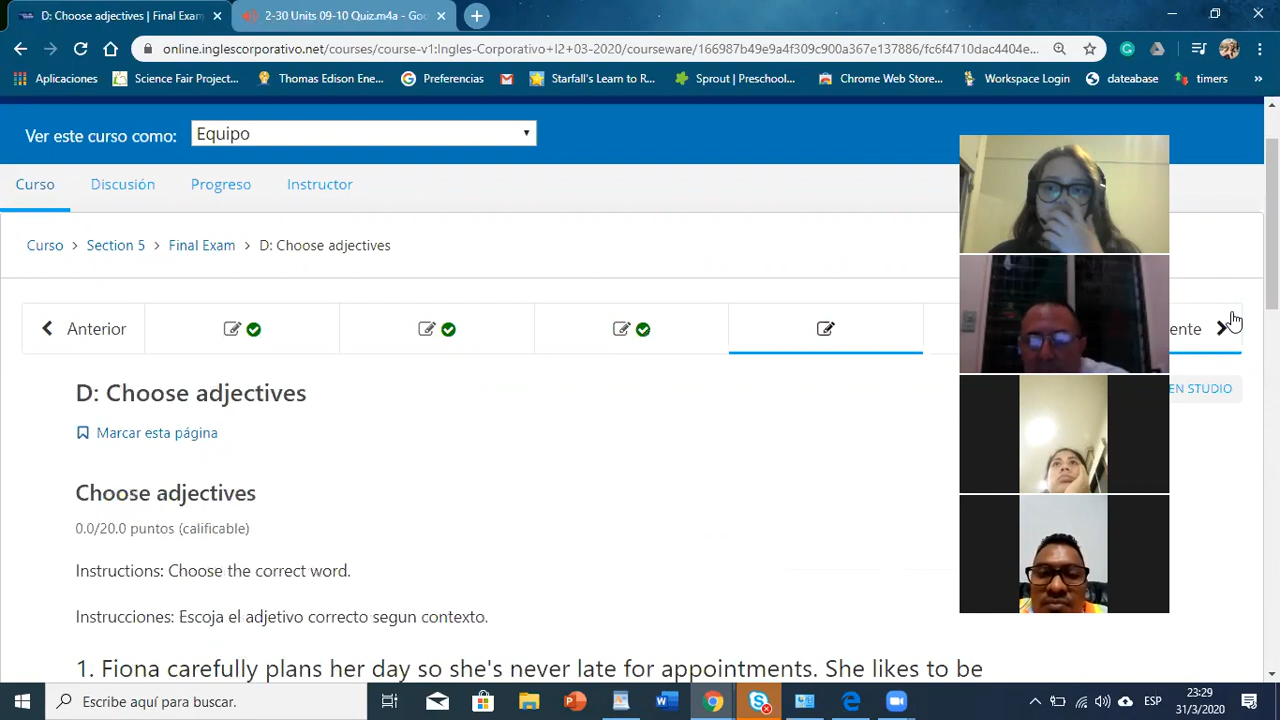 D: Choose adjectives | Final Exam
2-30 Units 09-10 Quiz.m4a - Goo
online.inglescorporativo.net/courses/course-v1:Ingles-Corporativo+I2+03-2020/courseware/166987b49e9a4f309c900a367e137886/fc6f4710dac4404e...
Aplicaciones Science Fair Project... Thomas Edison Ene... Preferencias Starfall's Learn to R... Sprout | Preschool... Chrome Web Store... Workspace Login dateabase timers »
Ver este curso como: Equipo
Curso Discusión Progreso Instructor
Curso > Section 5 > Final Exam > D: Choose adjectives
Anterior ente
D: Choose adjectives
EN STUDIO
Marcar esta página
Choose adjectives
0.0/20.0 puntos (calificable)
Instructions: Choose the correct word.
Instrucciones: Escoja el adjetivo correcto segun contexto.
1. Fiona carefully plans her day so she's never late for appointments. She likes to be
Escribe aquí para buscar.
ESP
23:29
31/3/2020